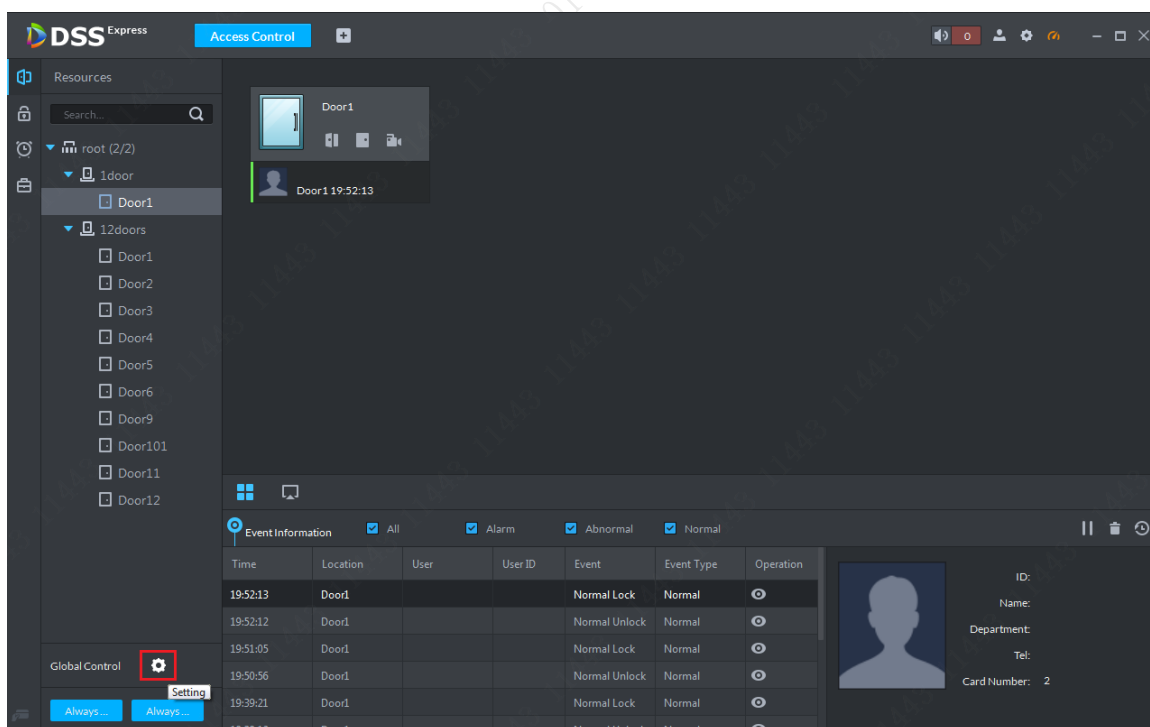 DSS Express Access Control 0
Resources
Search...
root (2/2)
1door
Door1
12doors
Door1
Door2
Door3
Door4
Door5
Door6
Door9
Door101
Door11
Door12
Global Control
Setting
Always... Always...
Door1
Door1 19:52:13
Event Information All Alarm Abnormal Normal
Time Location User User ID Event Event Type Operation
19:52:13 Door1 Normal Lock Normal
19:52:12 Door1 Normal Unlock Normal
19:51:05 Door1 Normal Lock Normal
19:50:56 Door1 Normal Unlock Normal
19:39:21 Door1 Normal Lock Normal
ID:
Name:
Department:
Tel:
Card Number: 2
11443 11443 11443